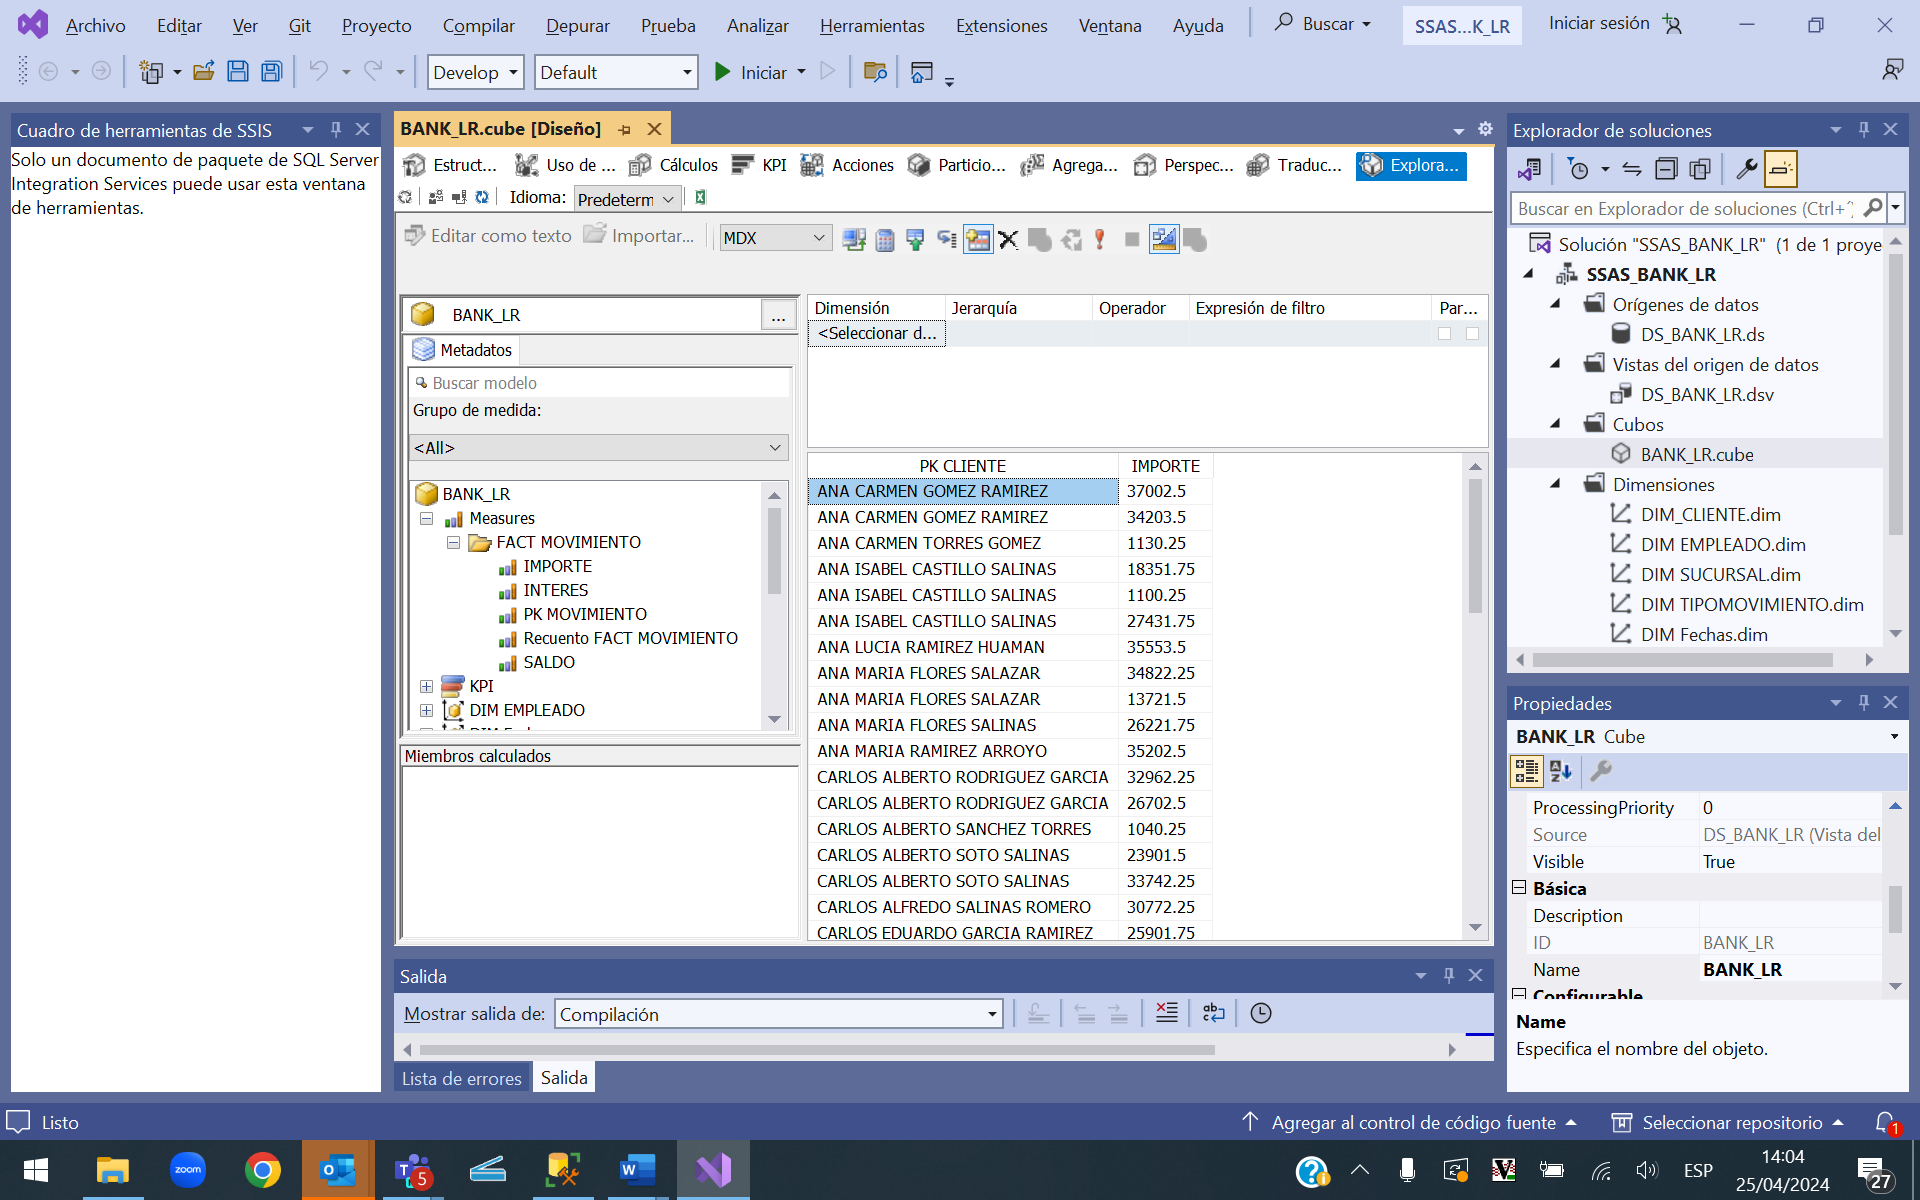 Archivo Editar Ver Git Proyecto Compilar Depurar Prueba Analizar Herramientas Extensiones Ventana Ayuda Buscar SSAS...K_LR Iniciar sesión
Develop Default Iniciar
Cuadro de herramientas de SSIS
Solo un documento de paquete de SQL Server
Integration Services puede usar esta ventana
de herramientas.
BANK_LR.cube [Diseño]
Estruct... Uso de ... Cálculos KPI Acciones Particio... Agrega... Perspec... Traduc... Explora...
Idioma: Predeterm
Editar como texto Importar... MDX
BANK_LR ...
Metadatos
Buscar modelo
Grupo de medida:
<All>
BANK_LR
Measures
FACT MOVIMIENTO
IMPORTE
INTERES
PK MOVIMIENTO
Recuento FACT MOVIMIENTO
SALDO
KPI
DIM EMPLEADO
Miembros calculados
Dimensión Jerarquía Operador Expresión de filtro Par...
<Seleccionar d...
PK CLIENTE IMPORTE
ANA CARMEN GOMEZ RAMIREZ 37002.5
ANA CARMEN GOMEZ RAMIREZ 34203.5
ANA CARMEN TORRES GOMEZ 1130.25
ANA ISABEL CASTILLO SALINAS 18351.75
ANA ISABEL CASTILLO SALINAS 1100.25
ANA ISABEL CASTILLO SALINAS 27431.75
ANA LUCIA RAMIREZ HUAMAN 35553.5
ANA MARIA FLORES SALAZAR 34822.25
ANA MARIA FLORES SALAZAR 13721.5
ANA MARIA FLORES SALINAS 26221.75
ANA MARIA RAMIREZ ARROYO 35202.5
CARLOS ALBERTO RODRIGUEZ GARCIA 32962.25
CARLOS ALBERTO RODRIGUEZ GARCIA 26702.5
CARLOS ALBERTO SANCHEZ TORRES 1040.25
CARLOS ALBERTO SOTO SALINAS 23901.5
CARLOS ALBERTO SOTO SALINAS 33742.25
CARLOS ALFREDO SALINAS ROMERO 30772.25
CARLOS EDUARDO GARCIA RAMIREZ 25901.75
Salida
Mostrar salida de: Compilación
Lista de errores Salida
Explorador de soluciones
Buscar en Explorador de soluciones (Ctrl+
Solución "SSAS_BANK_LR" (1 de 1 proye
SSAS_BANK_LR
Orígenes de datos
DS_BANK_LR.ds
Vistas del origen de datos
DS_BANK_LR.dsv
Cubos
BANK_LR.cube
Dimensiones
DIM_CLIENTE.dim
DIM EMPLEADO.dim
DIM SUCURSAL.dim
DIM TIPOMOVIMIENTO.dim
DIM Fechas.dim
Propiedades
BANK_LR Cube
ProcessingPriority 0
Source DS_BANK_LR (Vista del
Visible True
Básica
Description
ID BANK_LR
Name BANK_LR
Configurable
Name
Especifica el nombre del objeto.
Listo Agregar al control de código fuente Seleccionar repositorio 1
zoom 5 ESP 14:04
25/04/2024 27